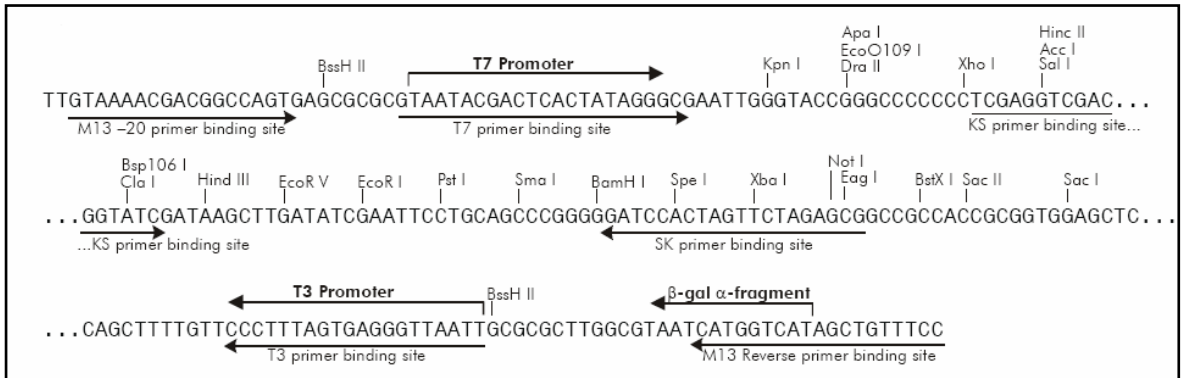 Apa I Hinc II
EcoO109 I Acc I
BssH II T7 Promoter Kpn I Dra II Xho I Sal I
TTGTAAAACGACGGCCAGTGAGCGCGCGTAATACGACTCACTATAGGGCGAATTGGGTACCGGGCCCCCCCTCGAGGTCGAC...
M13 –20 primer binding site T7 primer binding site KS primer binding site...
Bsp106 I Not I
Cla I Hind III EcoR V EcoR I Pst I Sma I BamH I Spe I Xba I Eag I BstX I Sac II Sac I
...GGTATCGATAAGCTTGATATCGAATTCCTGCAGCCCGGGGGATCCACTAGTTCTAGAGCGGCCGCCACCGCGGTGGAGCTC...
...KS primer binding site SK primer binding site
T3 Promoter BssH II β-gal α-fragment
...CAGCTTTTGTTCCCTTTAGTGAGGGTTAATTGCGCGCTTGGCGTAATCATGGTCATAGCTGTTTCC
T3 primer binding site M13 Reverse primer binding site